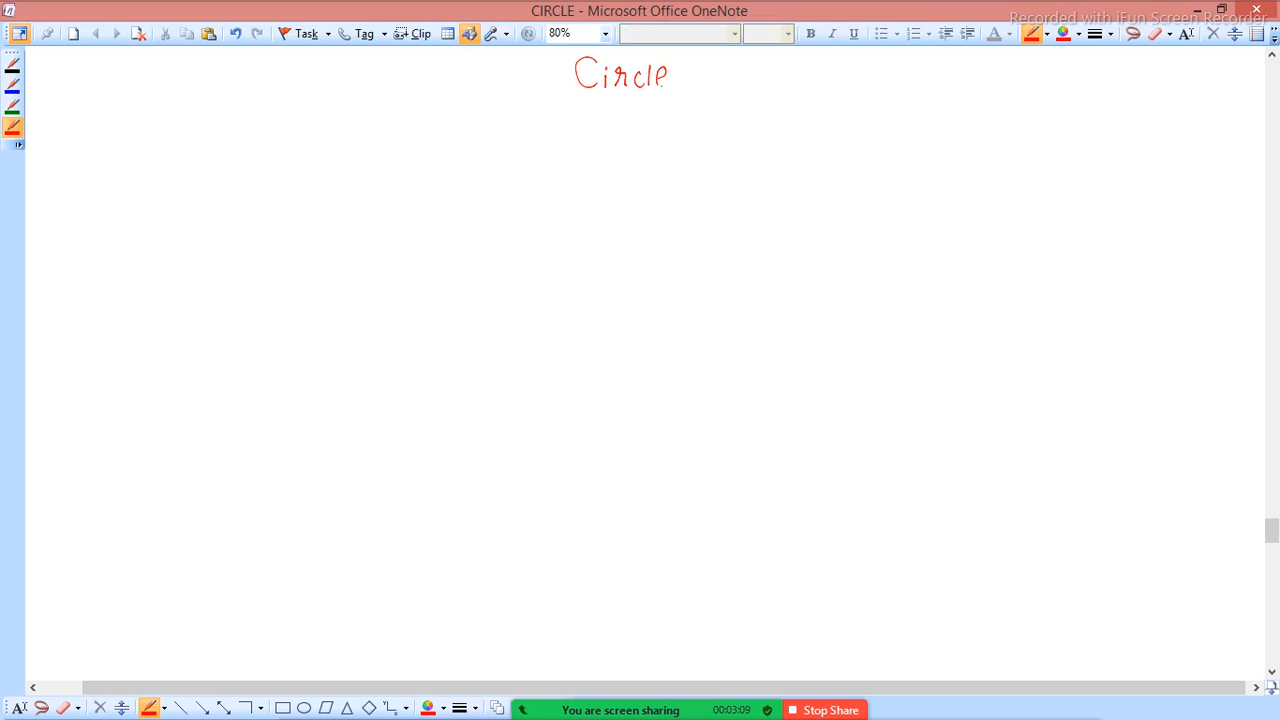 CIRCLE - Microsoft Office OneNote
Recorded with iFun Screen Recorder
Task Tag Clip 80% B I U A A
Circle
A You are screen sharing 00:03:09 Stop Share